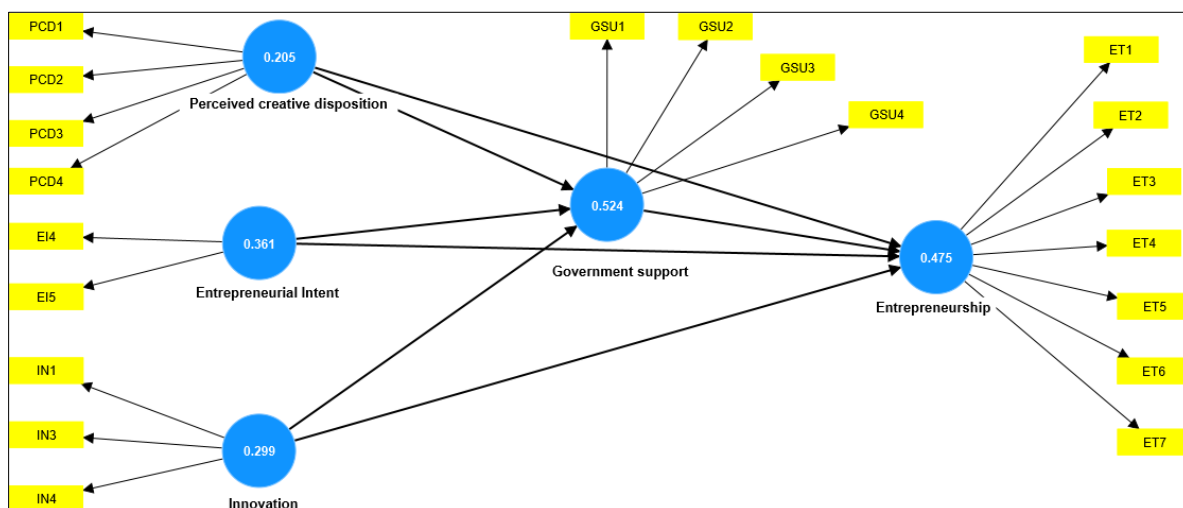 PCD1
PCD2
PCD3
PCD4
0.205
Perceived creative disposition
EI4
EI5
0.361
Entrepreneurial Intent
IN1
IN3
IN4
0.299
Innovation
GSU1
GSU2
GSU3
GSU4
0.524
Government support
0.475
Entrepreneurship
ET1
ET2
ET3
ET4
ET5
ET6
ET7